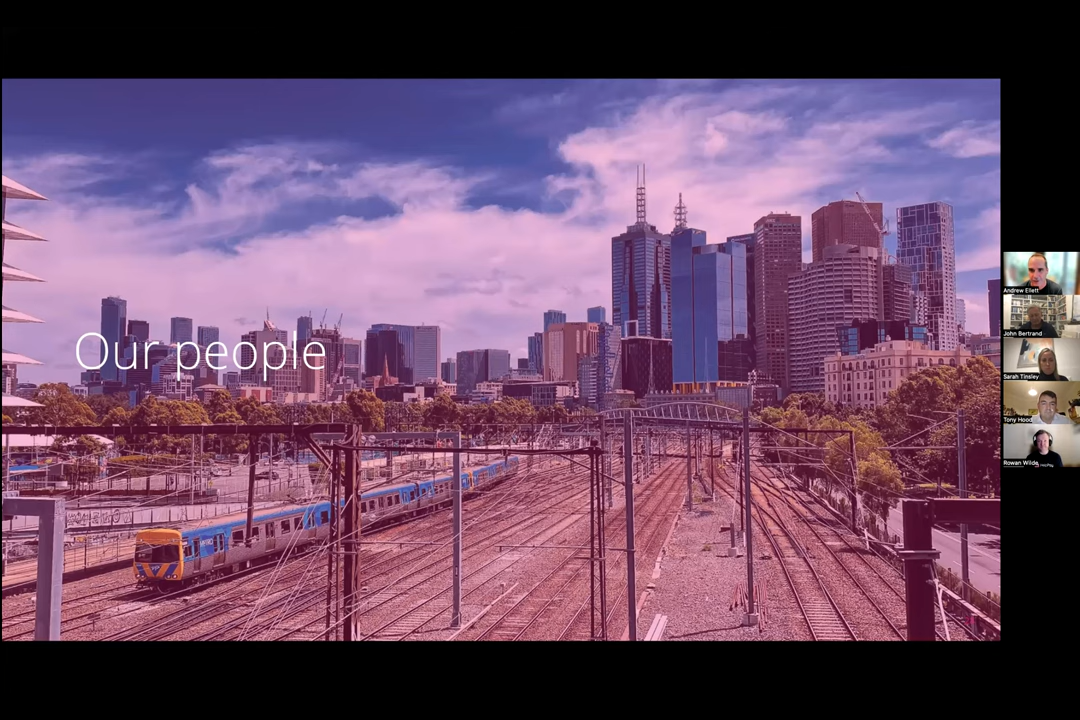 Our people
Andrew Ellett
John Bertrand
Sarah Tinsley
Tony Hood
Rowan Wilde